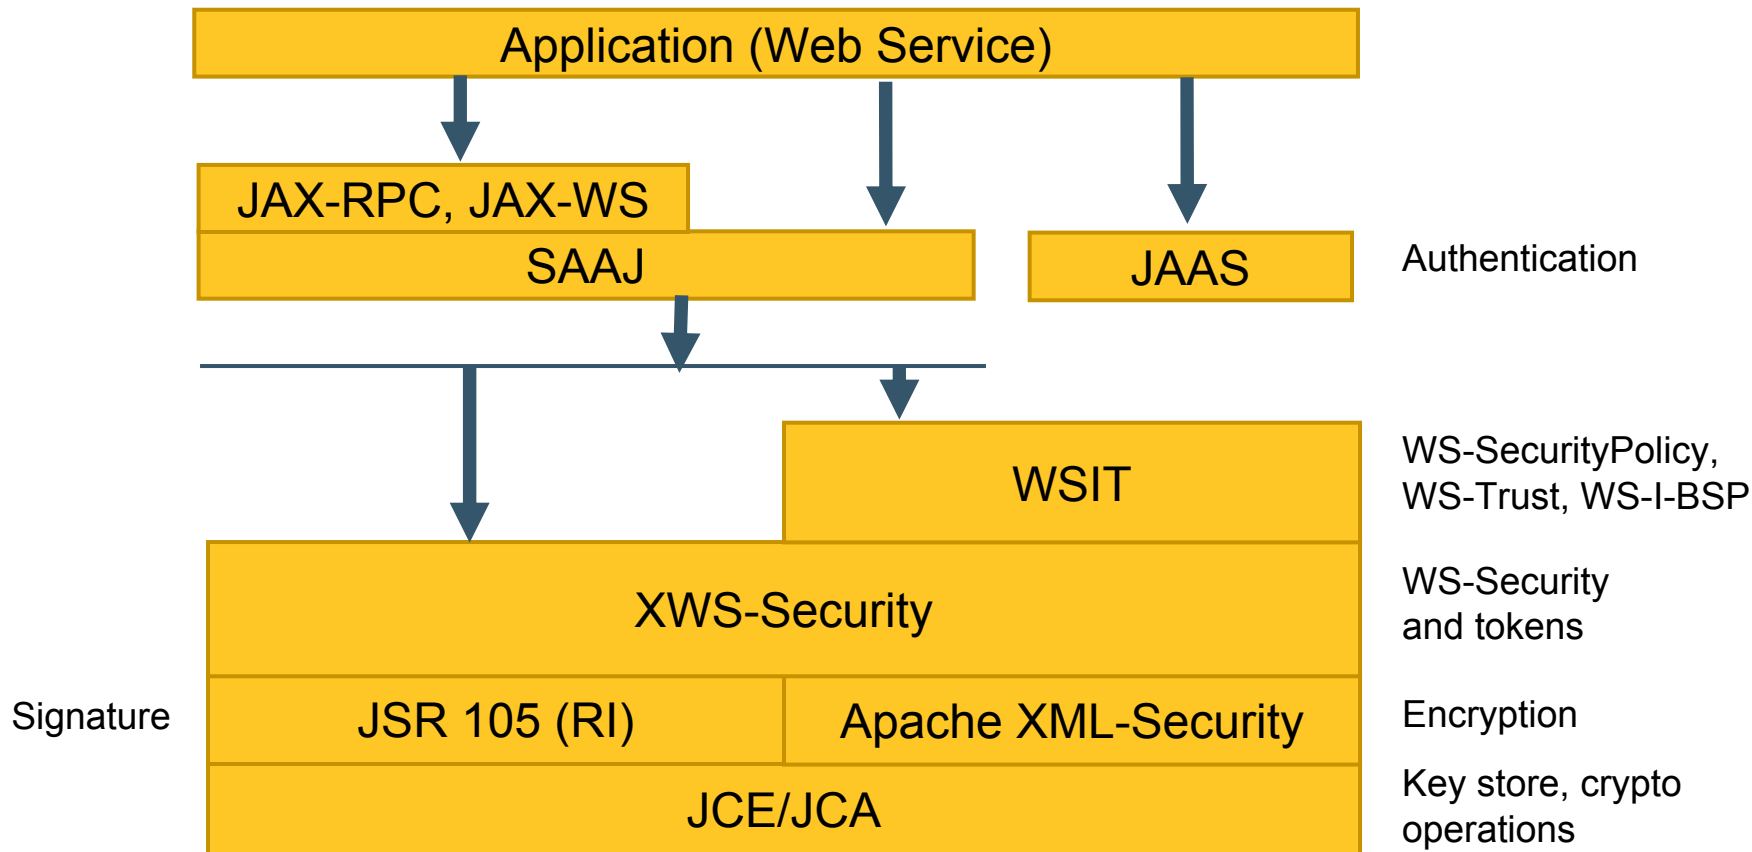 Application (Web Service)
JAX-RPC, JAX-WS
SAAJ
JAAS
Authentication
WSIT
WS-SecurityPolicy,
WS-Trust, WS-I-BSP
XWS-Security
WS-Security
and tokens
Signature
JSR 105 (RI)
Apache XML-Security
Encryption
JCE/JCA
Key store, crypto
operations